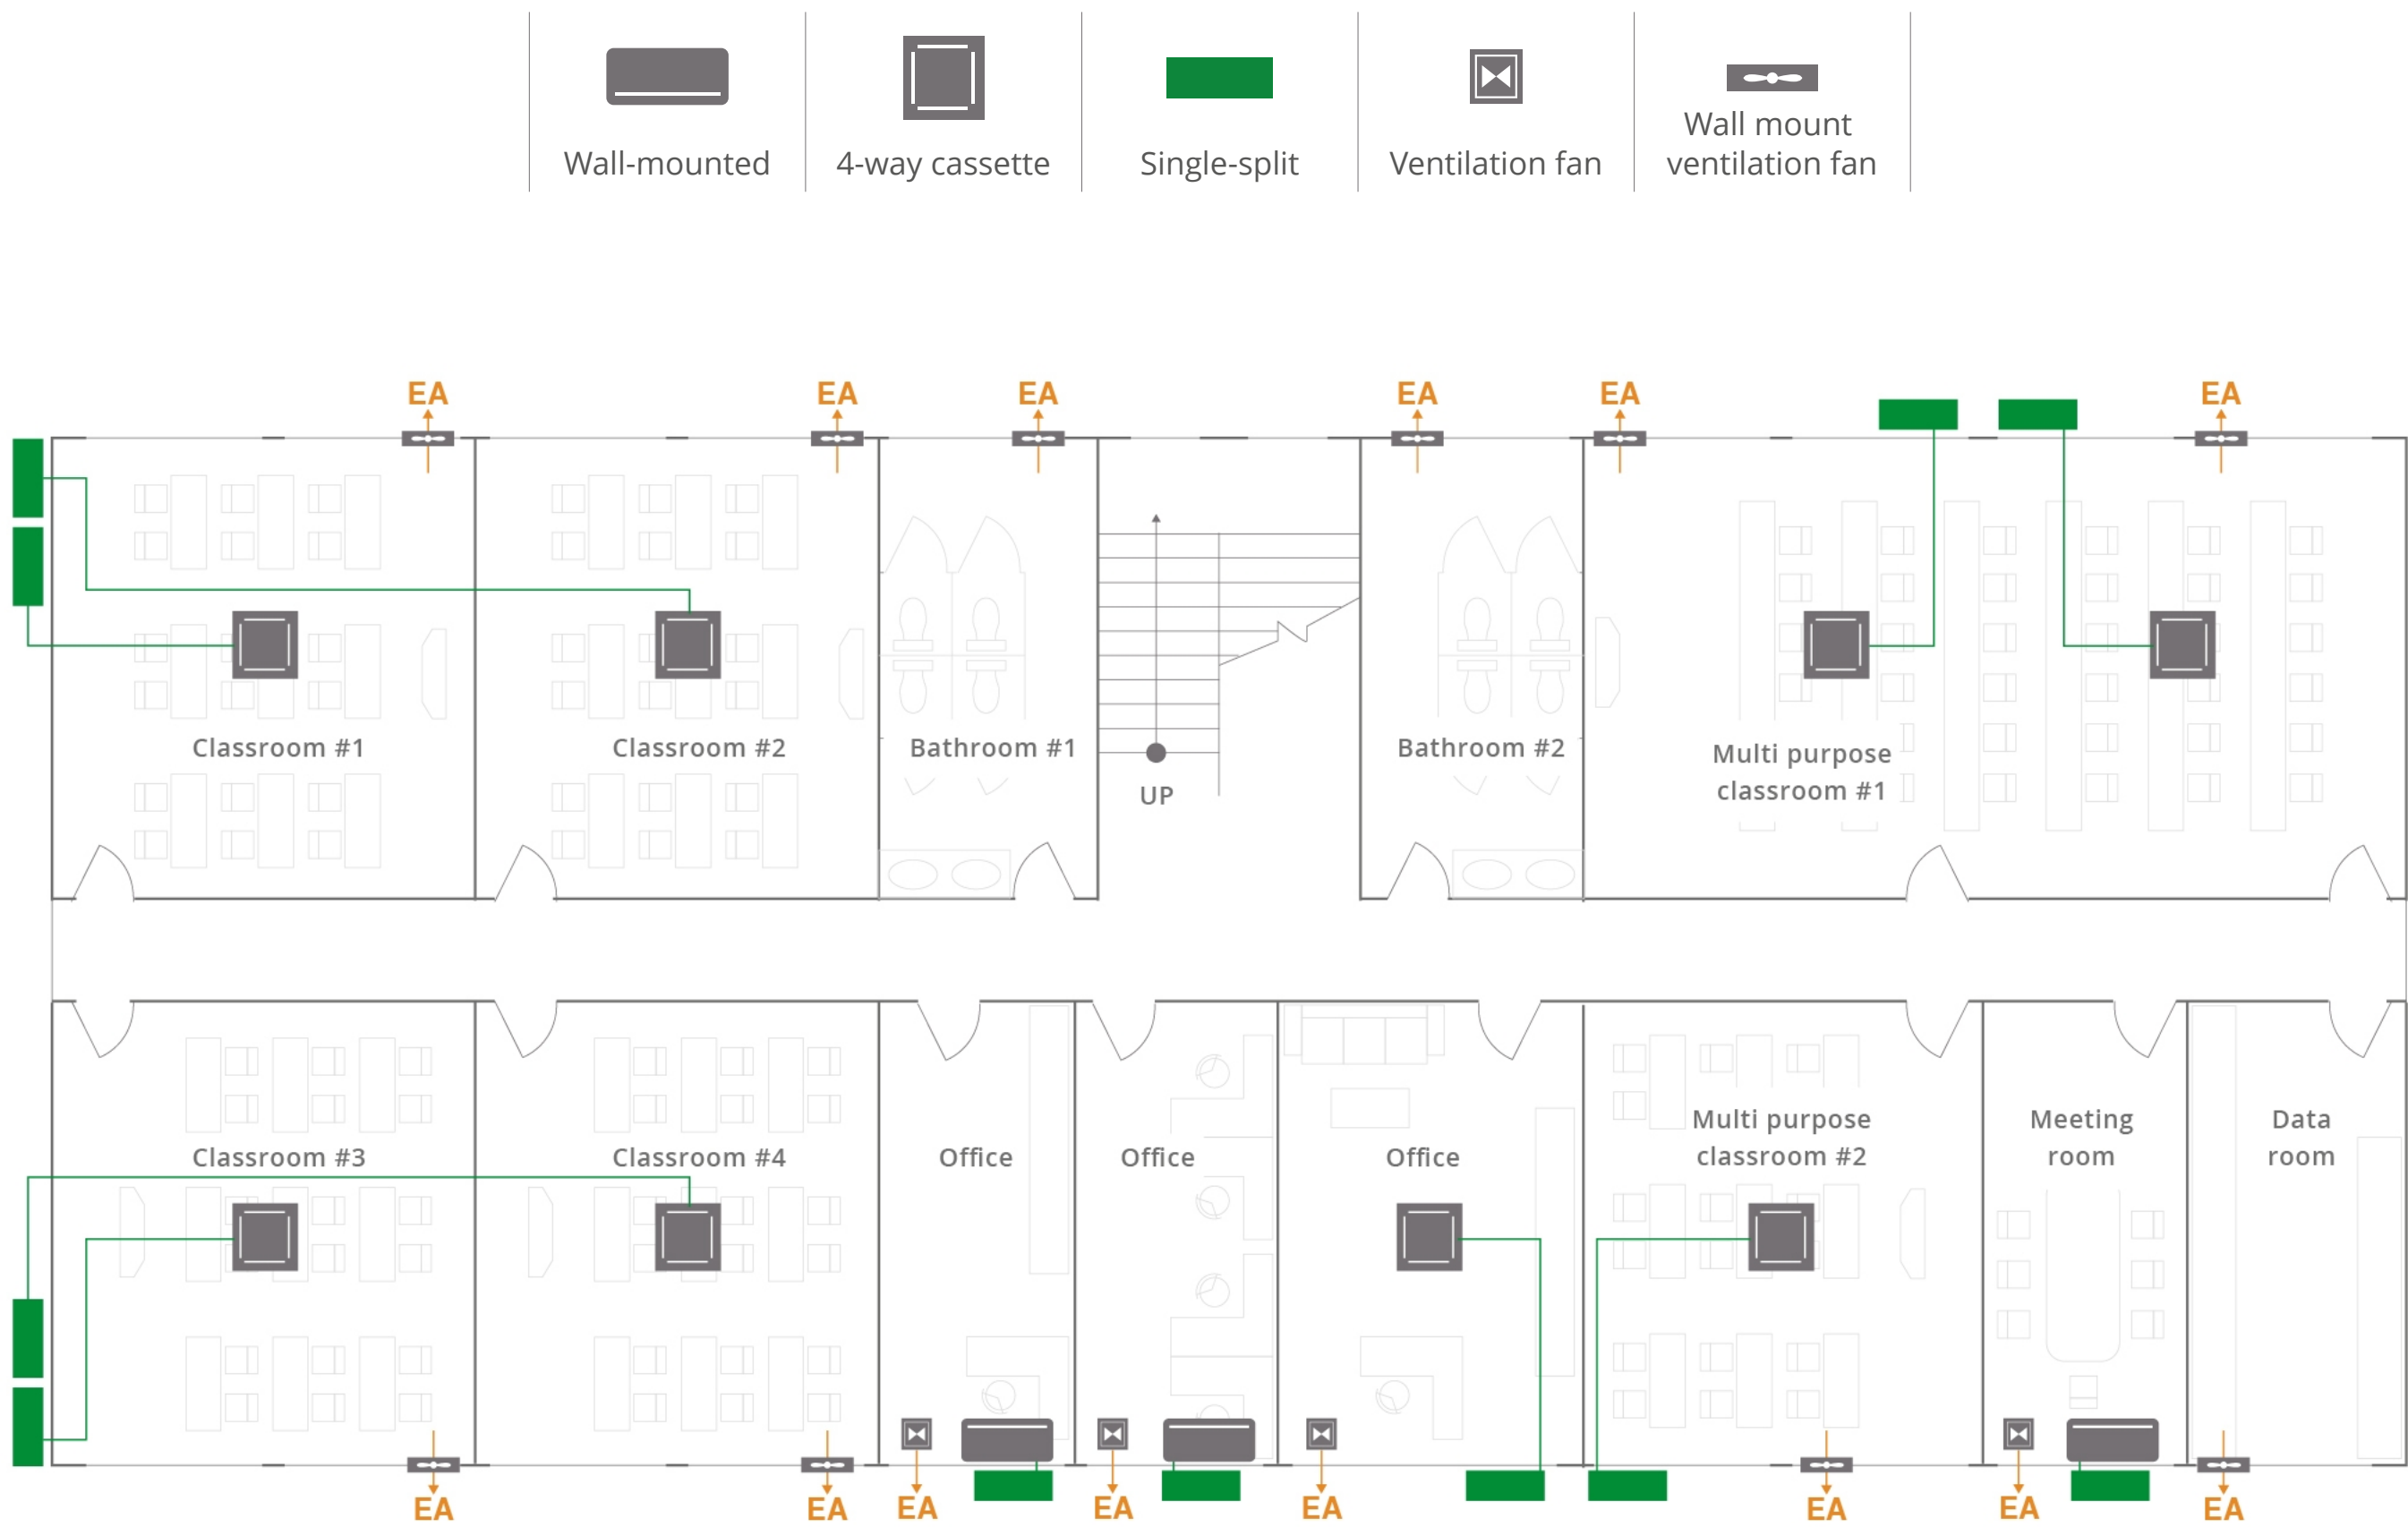 Wall-mounted
4-way cassette
Single-split
Ventilation fan
Wall mount
ventilation fan
EA
EA
EA
EA
EA
EA
Classroom #1
Classroom #2
Bathroom #1
UP
Bathroom #2
Multi purpose
classroom #1
Classroom #3
Classroom #4
Office
Office
Office
Multi purpose
classroom #2
Meeting
room
Data
room
EA
EA
EA
EA
EA
EA
EA
EA